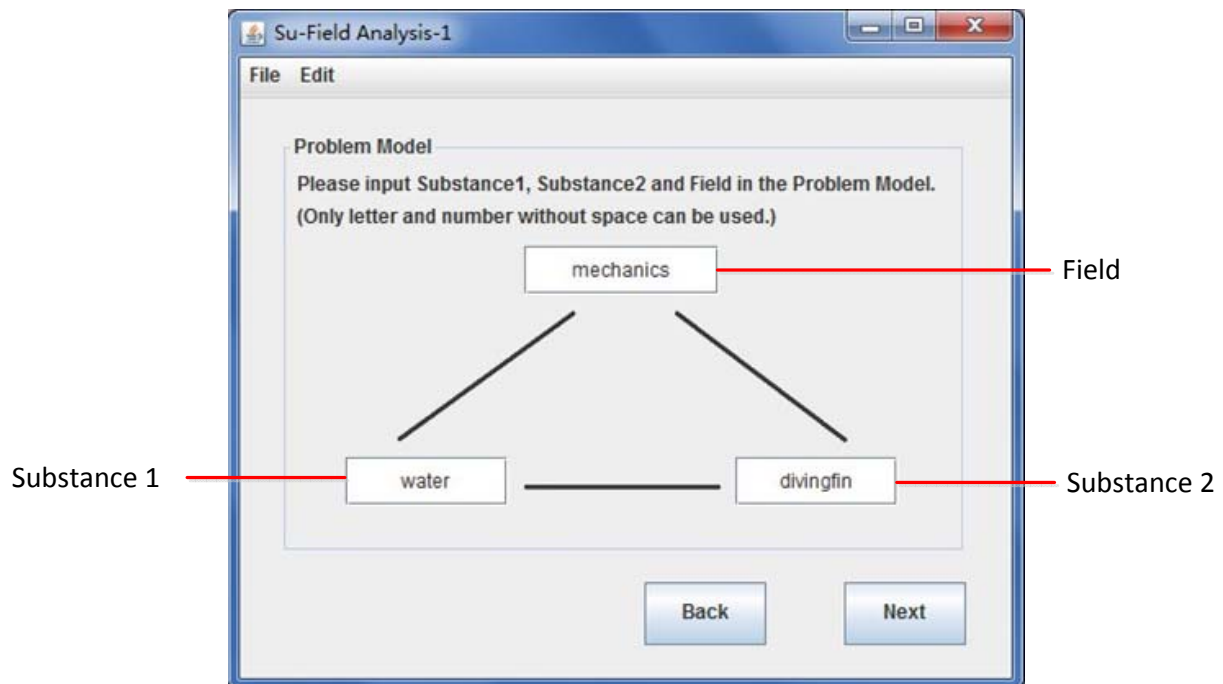 Su-Field Analysis-1
File Edit
Problem Model
Please input Substance1, Substance2 and Field in the Problem Model.
(Only letter and number without space can be used.)
mechanics
Field
Substance 1
water
divingfin
Substance 2
Back
Next